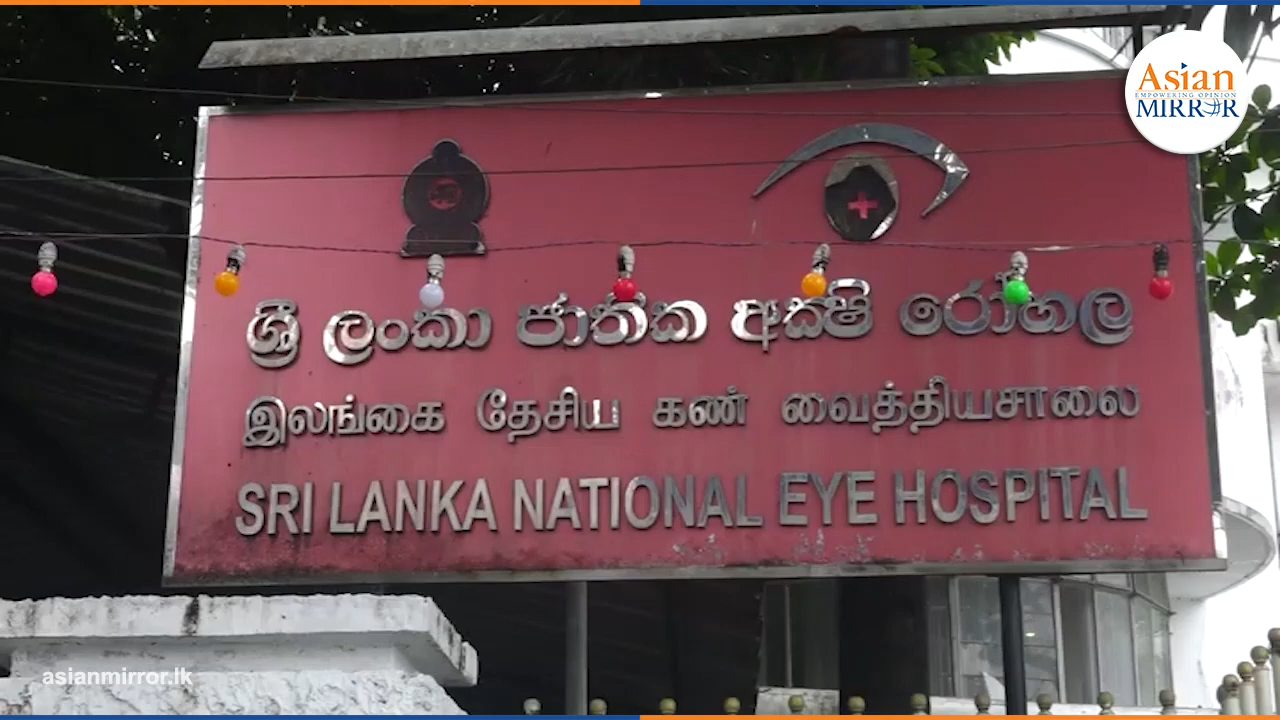 Asian
EMPOWERING OPINION
MIRROR
ශ්‍රී ලංකා ජාතික අක්ෂි රෝහල
இலங்கை தேசிய கண் வைத்தியசாலை
SRI LANKA NATIONAL EYE HOSPITAL
asianmirror.lk